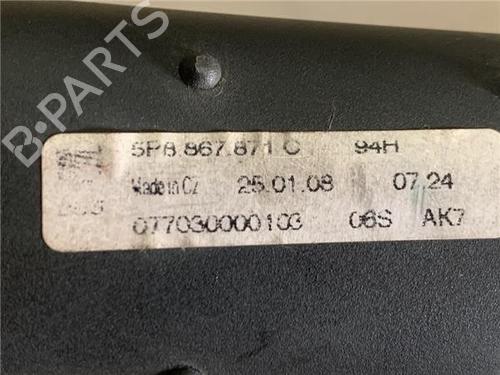 B-PARTS
5P8.867.871 C 94H
Made in Cz 25.01.08 07.24
077030000103 06S AK7